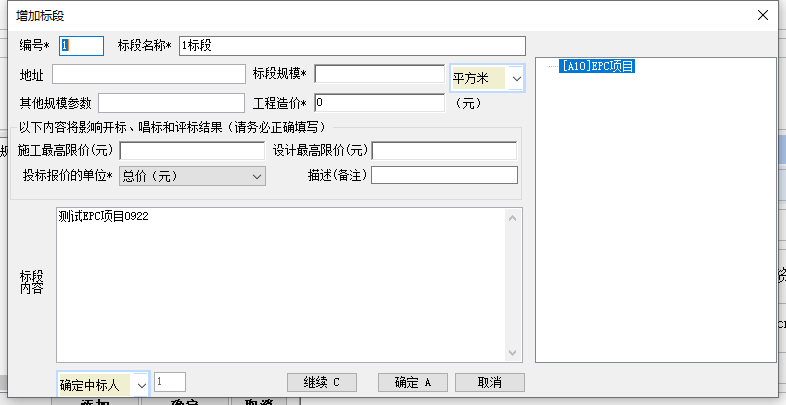 增加标段
编号* 1 标段名称* 1标段
地址 标段规模* 平方米
[A10]EPC项目
其他规模参数 工程造价* 0 (元)
以下内容将影响开标、唱标和评标结果(请务必正确填写)
施工最高限价(元) 设计最高限价(元)
投标报价的单位* 总价(元) 描述(备注)
测试EPC项目0922
标段
内容
确定中标人 1 继续 C 确定 A 取消